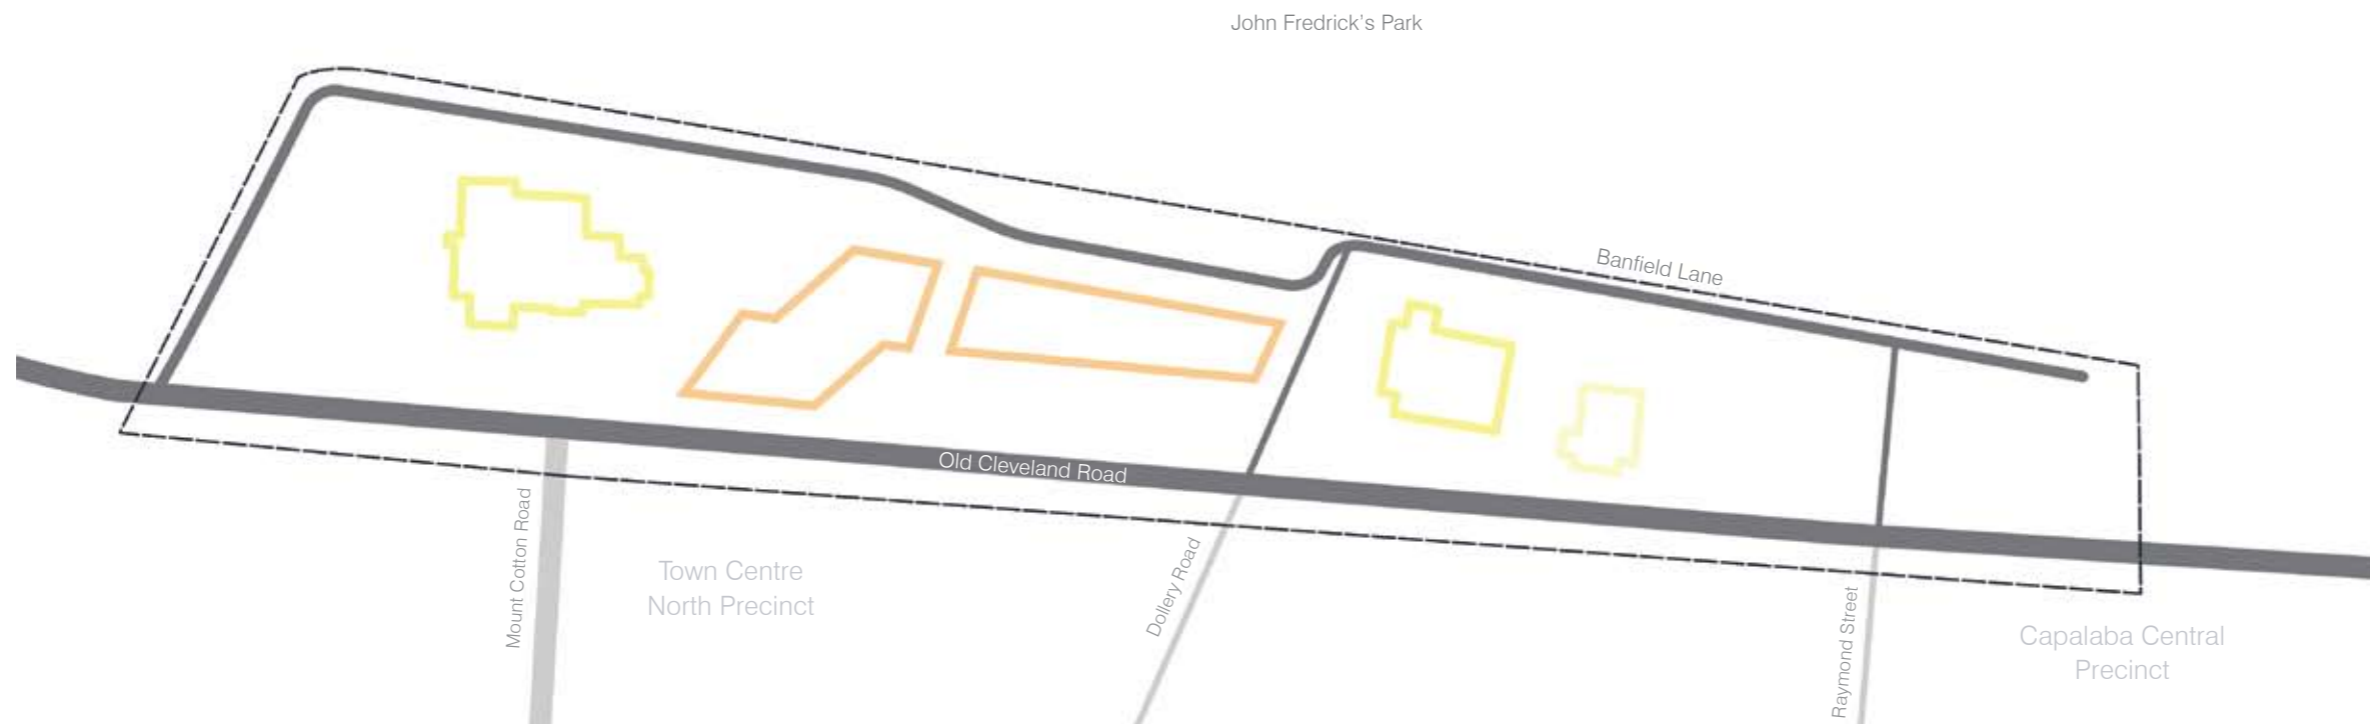 John Fredrick's Park
Banfield Lane
Old Cleveland Road
Mount Cotton Road
Town Centre
North Precinct
Dollery Road
Raymond Street
Capalaba Central
Precinct